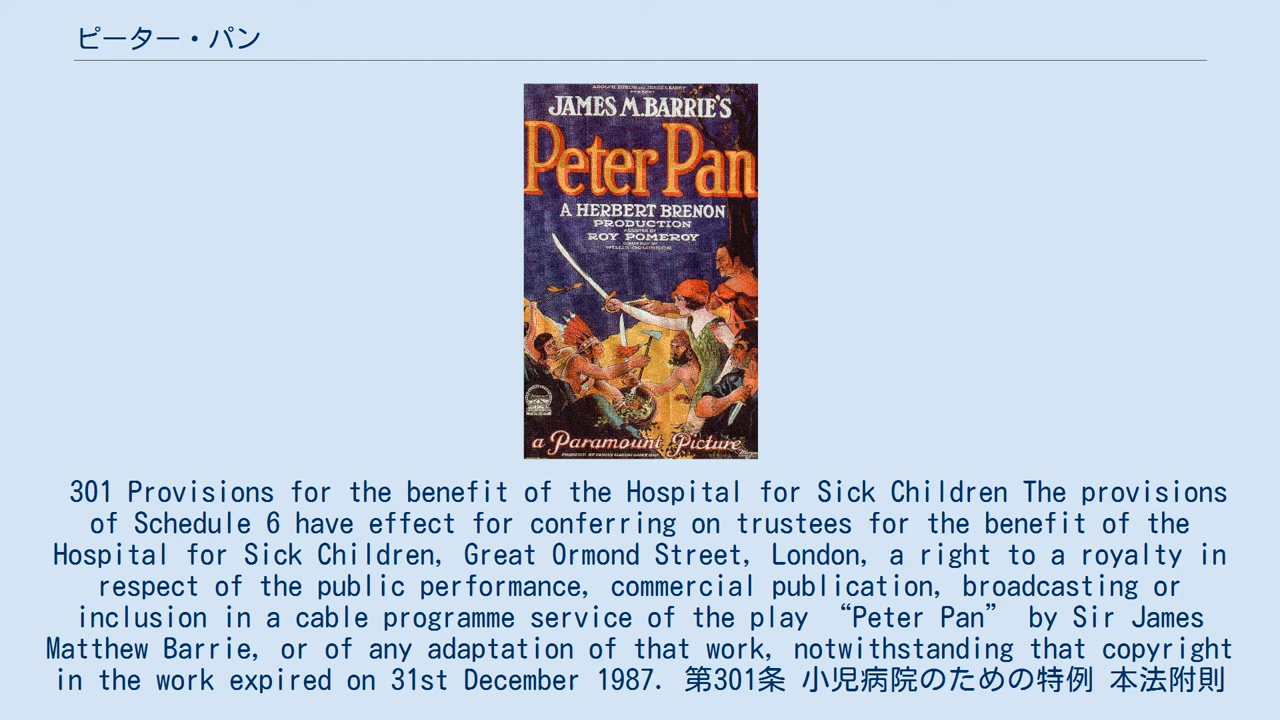 ピーター・パン
JAMES M. BARRIE'S
Peter Pan
A HERBERT BRENON
PRODUCTION
ASSISTED BY
ROY POMEROY
a Paramount Picture
301 Provisions for the benefit of the Hospital for Sick Children The provisions
of Schedule 6 have effect for conferring on trustees for the benefit of the
Hospital for Sick Children, Great Ormond Street, London, a right to a royalty in
respect of the public performance, commercial publication, broadcasting or
inclusion in a cable programme service of the play “Peter Pan” by Sir James
Matthew Barrie, or of any adaptation of that work, notwithstanding that copyright
in the work expired on 31st December 1987. 第301条 小児病院のための特例 本法附則